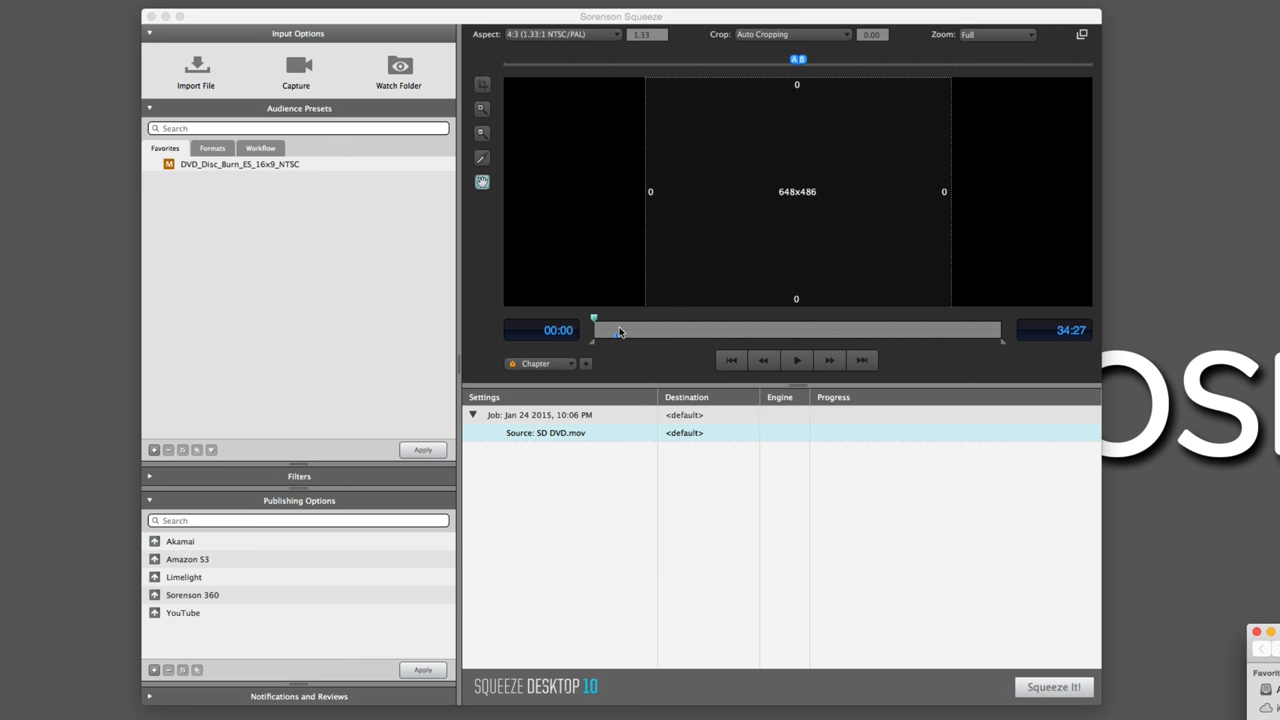 Sorenson Squeeze
Input Options
Aspect:
4:3 (1.33:1 NTSC/PAL)
1.33
Crop:
Auto Cropping
0.00
Zoom:
Full
Import File
Capture
Watch Folder
A B
Audience Presets
Search
Favorites
Formats
Workflow
M DVD_Disc_Burn_ES_16x9_NTSC
0
0
648x486
0
0
00:00
34:27
Chapter
Settings
Destination
Engine
Progress
Job: Jan 24 2015, 10:06 PM
<default>
Source: SD DVD.mov
<default>
Apply
Filters
Publishing Options
Search
Akamai
Amazon S3
Limelight
Sorenson 360
YouTube
Apply
Notifications and Reviews
SQUEEZE DESKTOP 10
Squeeze It!
os
Favorit